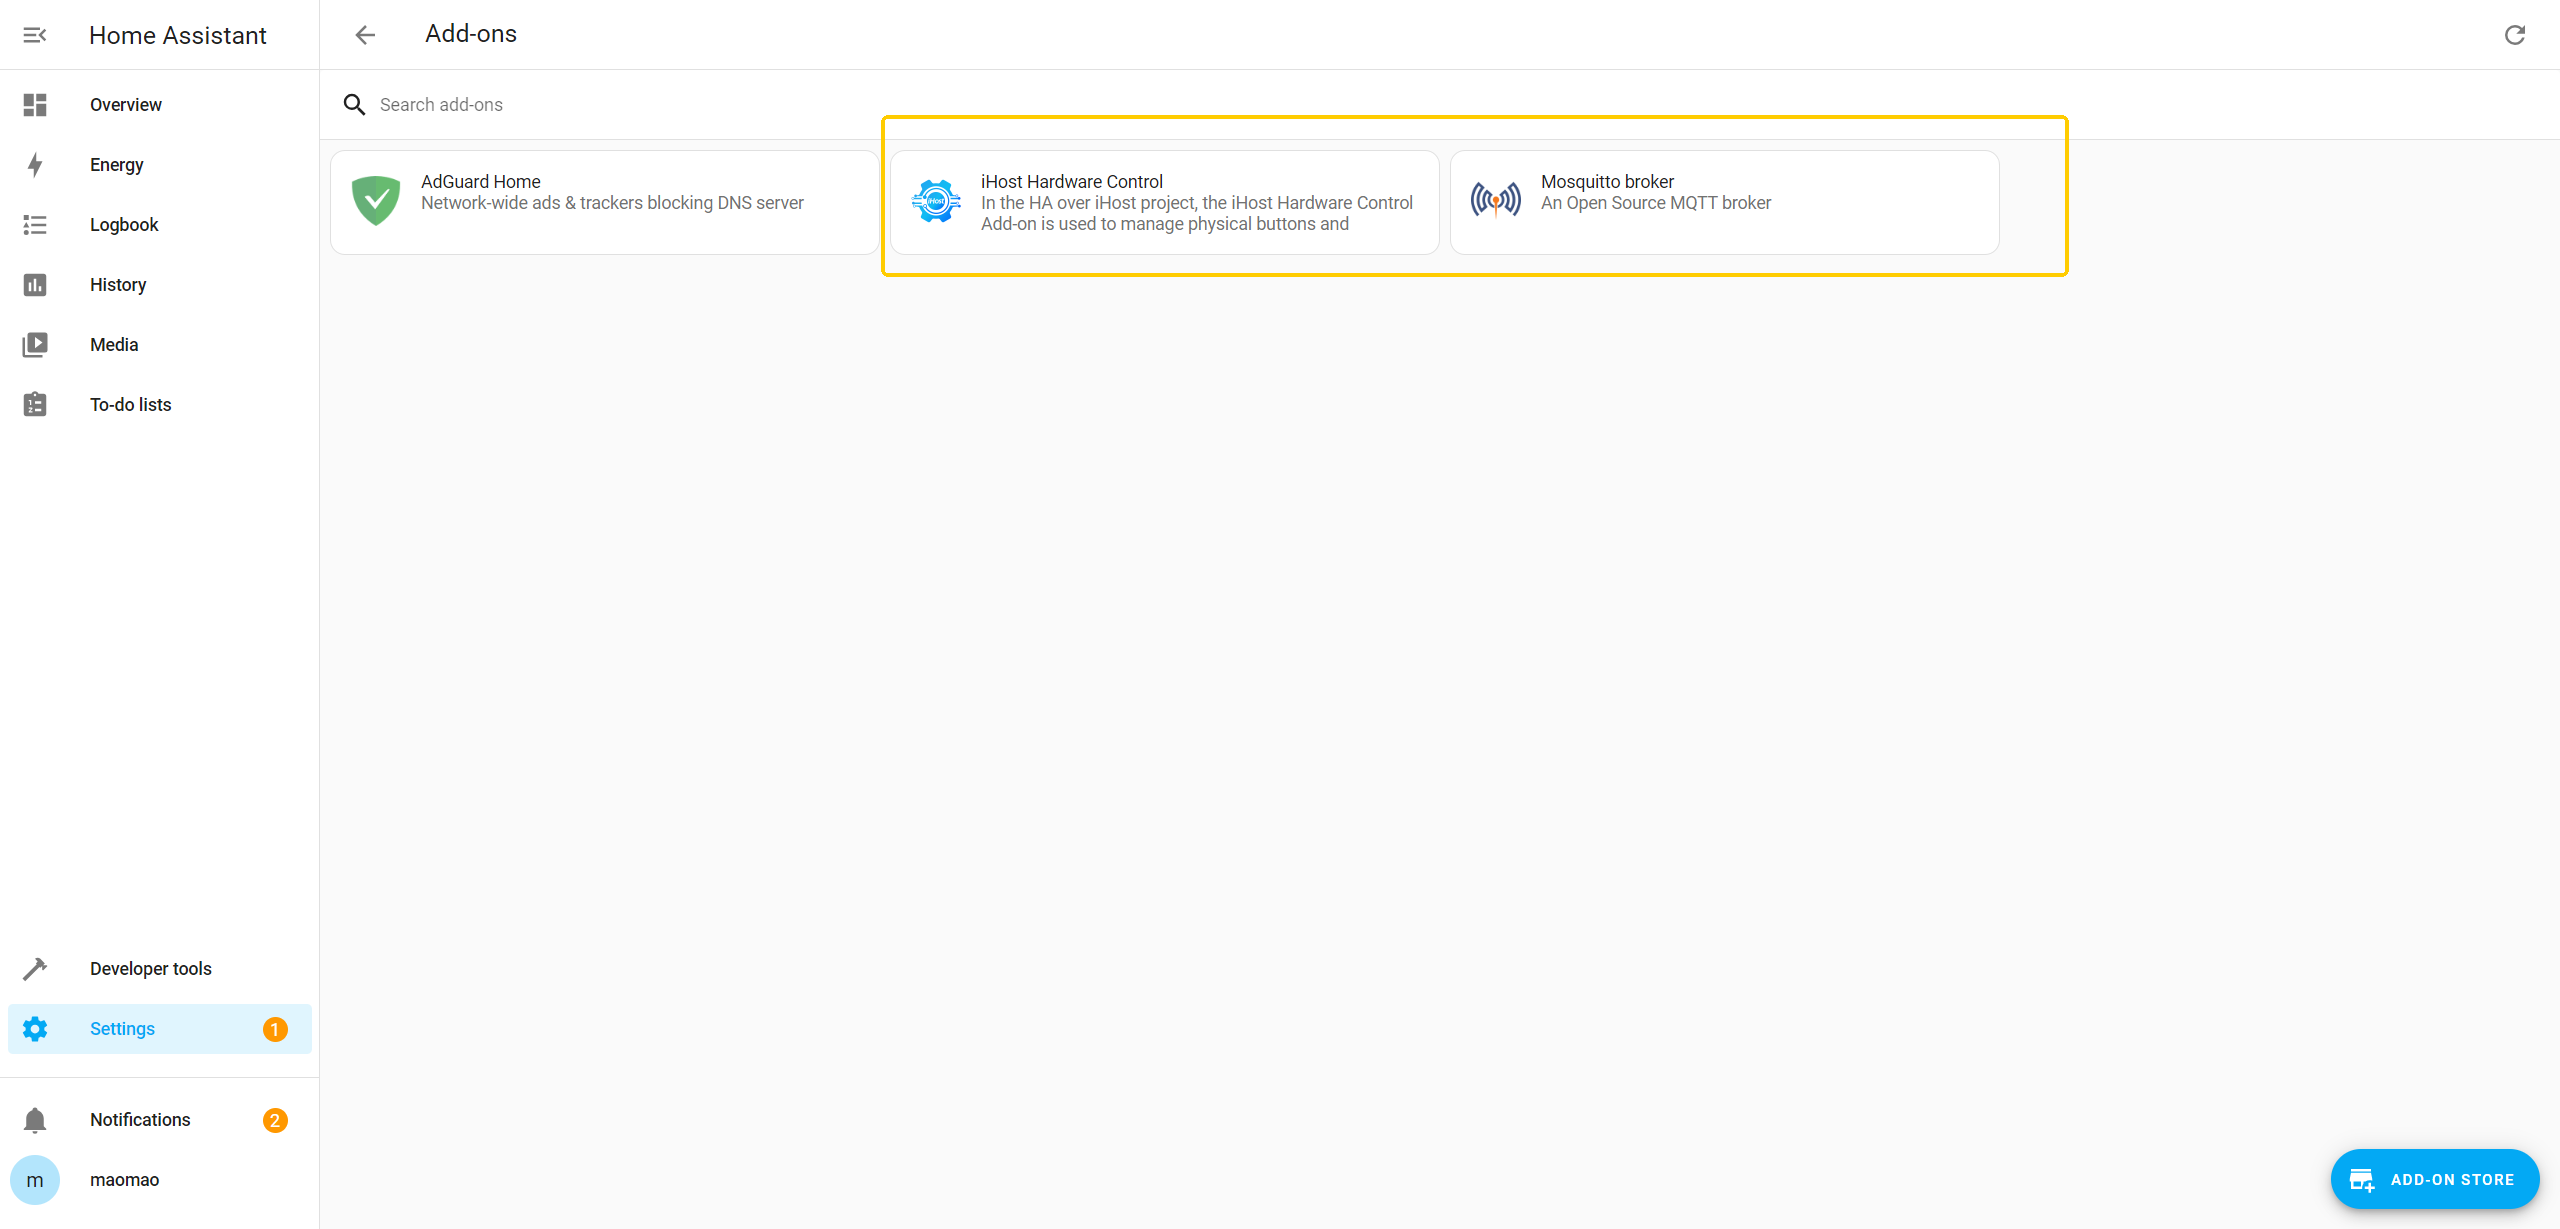 Home Assistant
Overview
Energy
Logbook
History
Media
To-do lists
Developer tools
Settings
1
Notifications
2
m
maomao
Add-ons
Search add-ons
AdGuard Home
Network-wide ads & trackers blocking DNS server
iHost
iHost Hardware Control
In the HA over iHost project, the iHost Hardware Control
Add-on is used to manage physical buttons and
Mosquitto broker
An Open Source MQTT broker
ADD-ON STORE